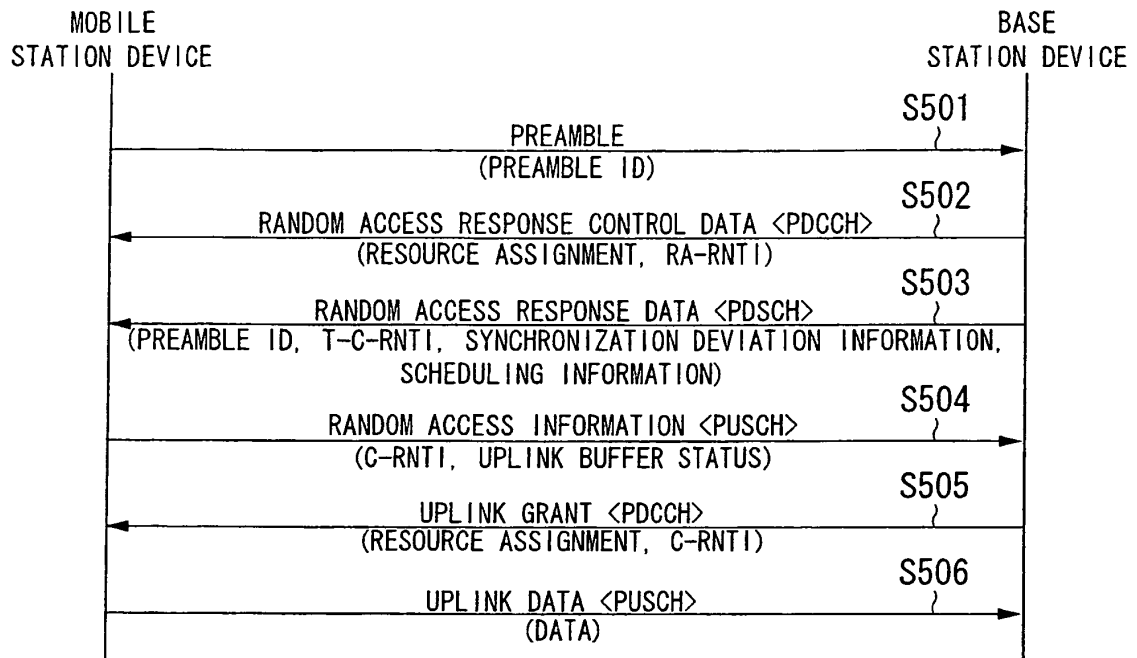 MOBILE
STATION DEVICE
BASE
STATION DEVICE
S501
PREAMBLE
(PREAMBLE ID)
S502
RANDOM ACCESS RESPONSE CONTROL DATA <PDCCH>
(RESOURCE ASSIGNMENT, RA-RNTI)
S503
RANDOM ACCESS RESPONSE DATA <PDSCH>
(PREAMBLE ID, T-C-RNTI, SYNCHRONIZATION DEVIATION INFORMATION,
SCHEDULING INFORMATION)
S504
RANDOM ACCESS INFORMATION <PUSCH>
(C-RNTI, UPLINK BUFFER STATUS)
S505
UPLINK GRANT <PDCCH>
(RESOURCE ASSIGNMENT, C-RNTI)
S506
UPLINK DATA <PUSCH>
(DATA)